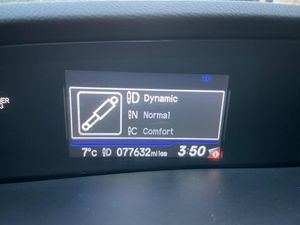 D Dynamic
N Normal
C Comfort
7°c D 077632miles 3:50